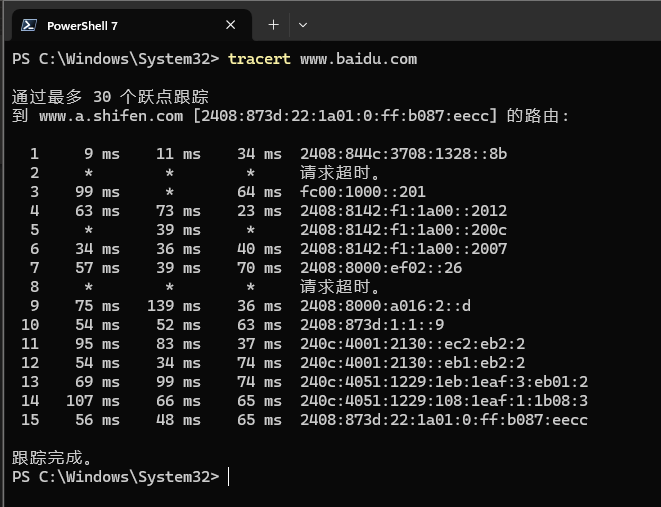 PowerShell 7
PS C:\Windows\System32> tracert www.baidu.com
通过最多 30 个跃点跟踪
到 www.a.shifen.com [2408:873d:22:1a01:0:ff:b087:eecc] 的路由:
1 9 ms 11 ms 34 ms 2408:844c:3708:1328::8b
2 * * * 请求超时。
3 99 ms * 64 ms fc00:1000::201
4 63 ms 73 ms 23 ms 2408:8142:f1:1a00::2012
5 * 39 ms * 2408:8142:f1:1a00::200c
6 34 ms 36 ms 40 ms 2408:8142:f1:1a00::2007
7 57 ms 39 ms 70 ms 2408:8000:ef02::26
8 * * * 请求超时。
9 75 ms 139 ms 36 ms 2408:8000:a016:2::d
10 54 ms 52 ms 63 ms 2408:873d:1:1::9
11 95 ms 83 ms 37 ms 240c:4001:2130::ec2:eb2:2
12 54 ms 34 ms 74 ms 240c:4001:2130::eb1:eb2:2
13 69 ms 99 ms 74 ms 240c:4051:1229:1eb:1eaf:3:eb01:2
14 107 ms 66 ms 65 ms 240c:4051:1229:108:1eaf:1:1b08:3
15 56 ms 48 ms 65 ms 2408:873d:22:1a01:0:ff:b087:eecc
跟踪完成。
PS C:\Windows\System32>